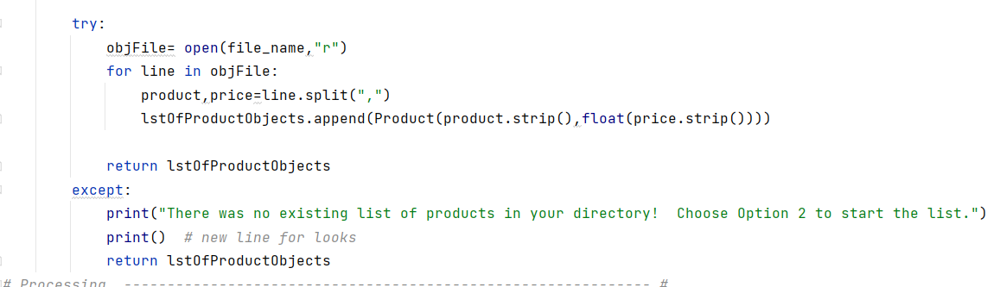 try:
objFile= open(file_name,"r")
for line in objFile:
product,price=line.split(",")
lstOfProductObjects.append(Product(product.strip(),float(price.strip())))
return lstOfProductObjects
except:
print("There was no existing list of products in your directory!  Choose Option 2 to start the list.")
print()  # new line for looks
return lstOfProductObjects
# Processing  ------------------------------------------------------------- #